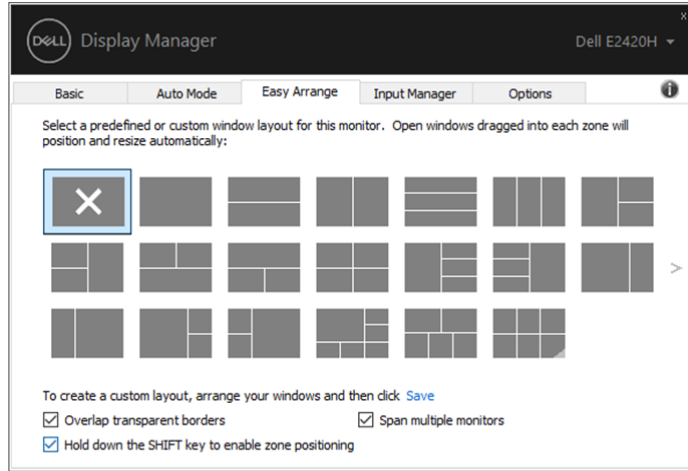 x
DELL Display Manager Dell E2420H
Basic Auto Mode Easy Arrange Input Manager Options
Select a predefined or custom window layout for this monitor. Open windows dragged into each zone will
position and resize automatically:
>
To create a custom layout, arrange your windows and then click Save
Overlap transparent borders Span multiple monitors
Hold down the SHIFT key to enable zone positioning